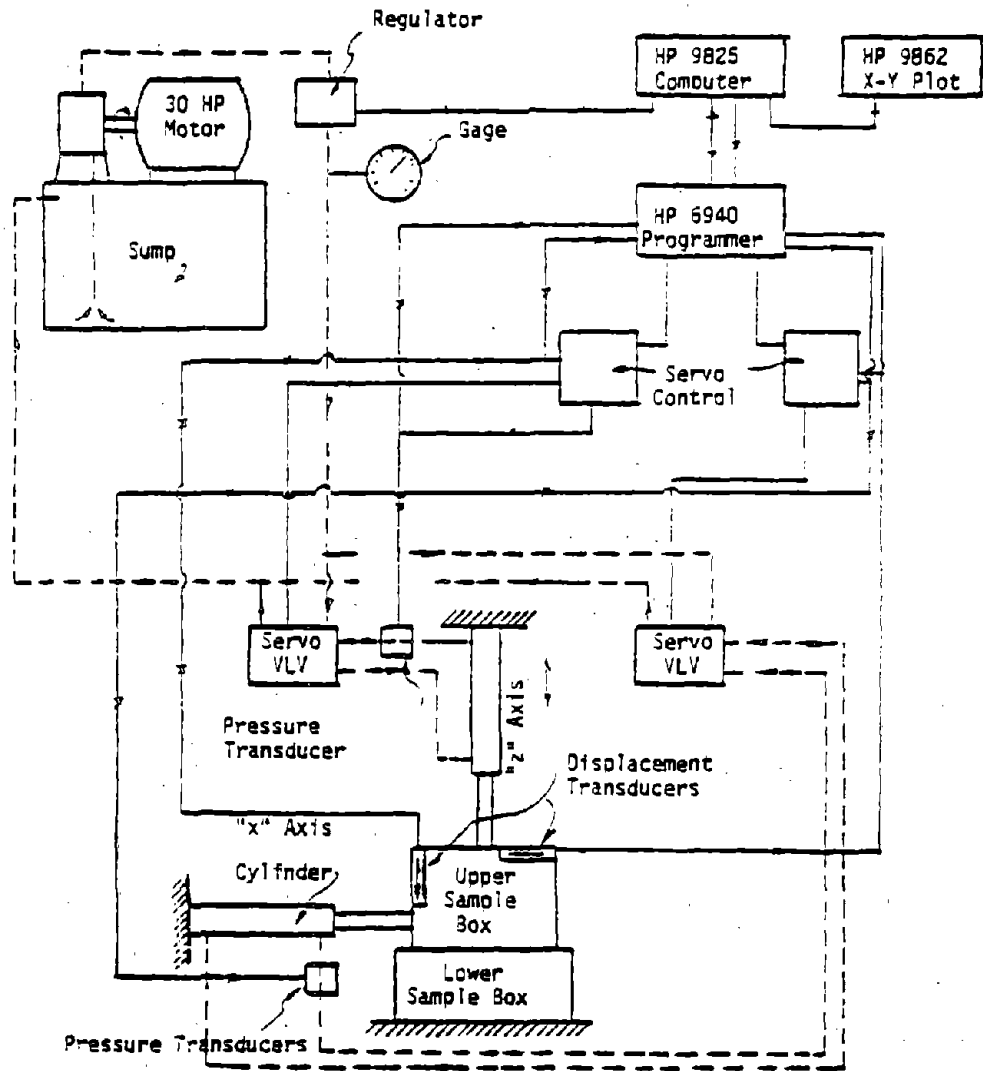 Regulator
HP 9825
Computer
HP 9862
X-Y Plot
30 HP
Motor
Gage
HP 6940
Programmer
Sump
Servo
Control
Servo
VLV
Servo
VLV
"z" Axis
Pressure
Transducer
Displacement
Transducers
"x" Axis
Cylinder
Upper
Sample
Box
Lower
Sample Box
Pressure Transducers